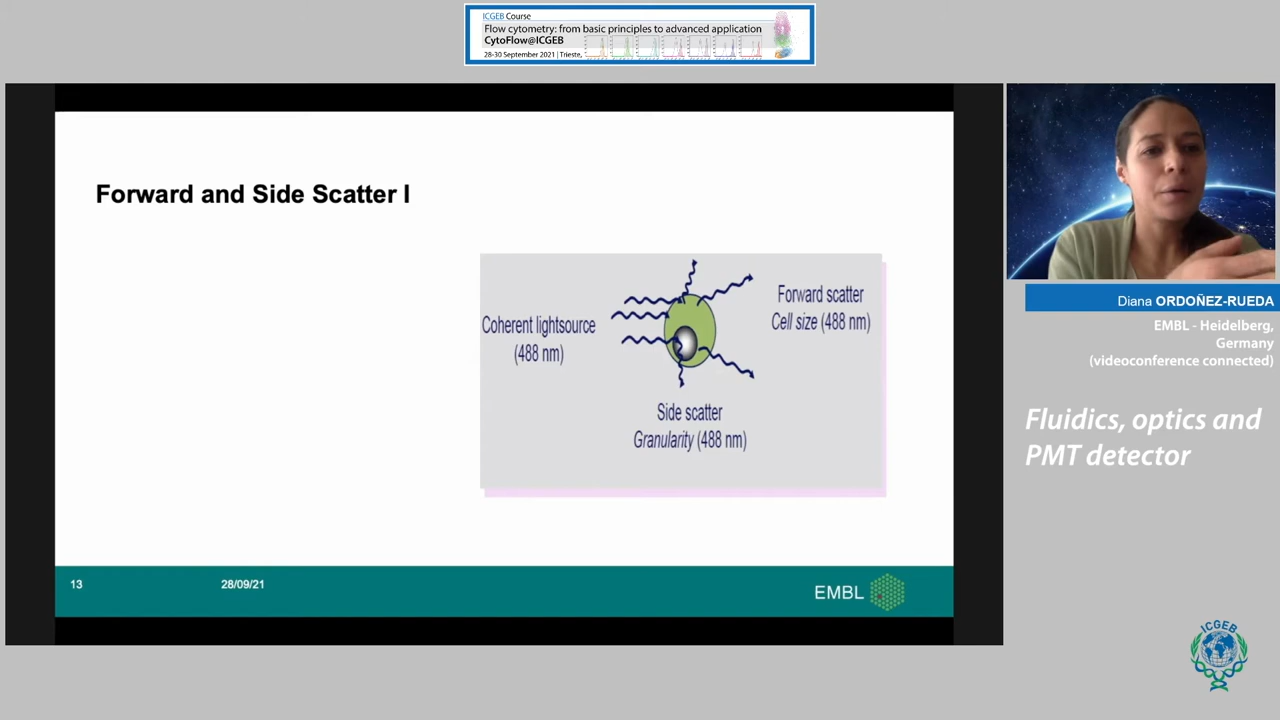 ICGEB Course
Flow cytometry: from basic principles to advanced application
CytoFlow@ICGEB
28-30 September 2021 | Trieste,
Forward and Side Scatter I
Coherent lightsource
(488 nm)
Forward scatter
Cell size (488 nm)
Side scatter
Granularity (488 nm)
13
28/09/21
EMBL
Diana ORDOÑEZ-RUEDA
EMBL - Heidelberg,
Germany
(videoconference connected)
Fluidics, optics and
PMT detector
ICGEB